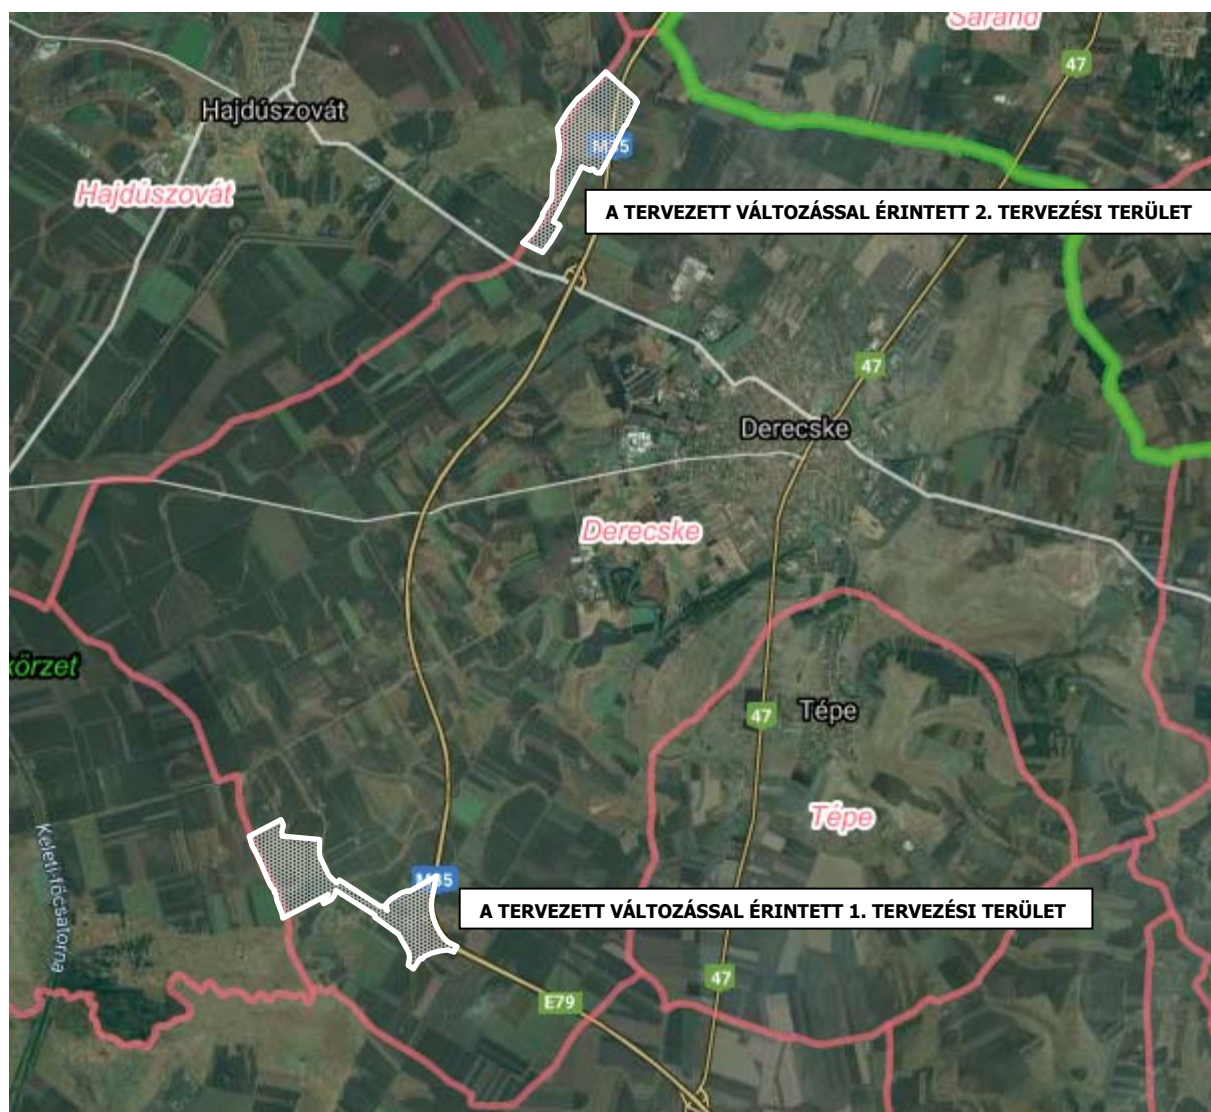 Sáránd
47
Hajdúszovát
M35
Hajdúszovát
A TERVEZETT VÁLTOZÁSSAL ÉRINTETT 2. TERVEZÉSI TERÜLET
47
Derecske
Derecske
körzet
47
Tépe
Tépe
Keleti-főcsatorna
M35
A TERVEZETT VÁLTOZÁSSAL ÉRINTETT 1. TERVEZÉSI TERÜLET
47
E79